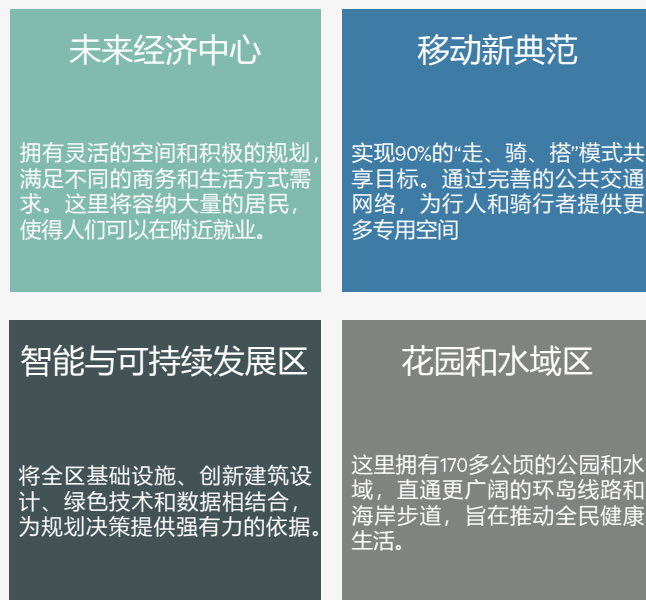 未来经济中心
拥有灵活的空间和积极的规划，
满足不同的商务和生活方式需
求。这里将容纳大量的居民，
使得人们可以在附近就业。
移动新典范
实现90%的“走、骑、搭”模式共
享目标。通过完善的公共交通
网络，为行人和骑行者提供更
多专用空间
智能与可持续发展区
将全区基础设施、创新建筑设
计、绿色技术和数据相结合，
为规划决策提供强有力的依据。
花园和水域区
这里拥有170多公顷的公园和水
域，直通更广阔的环岛线路和
海岸步道，旨在推动全民健康
生活。